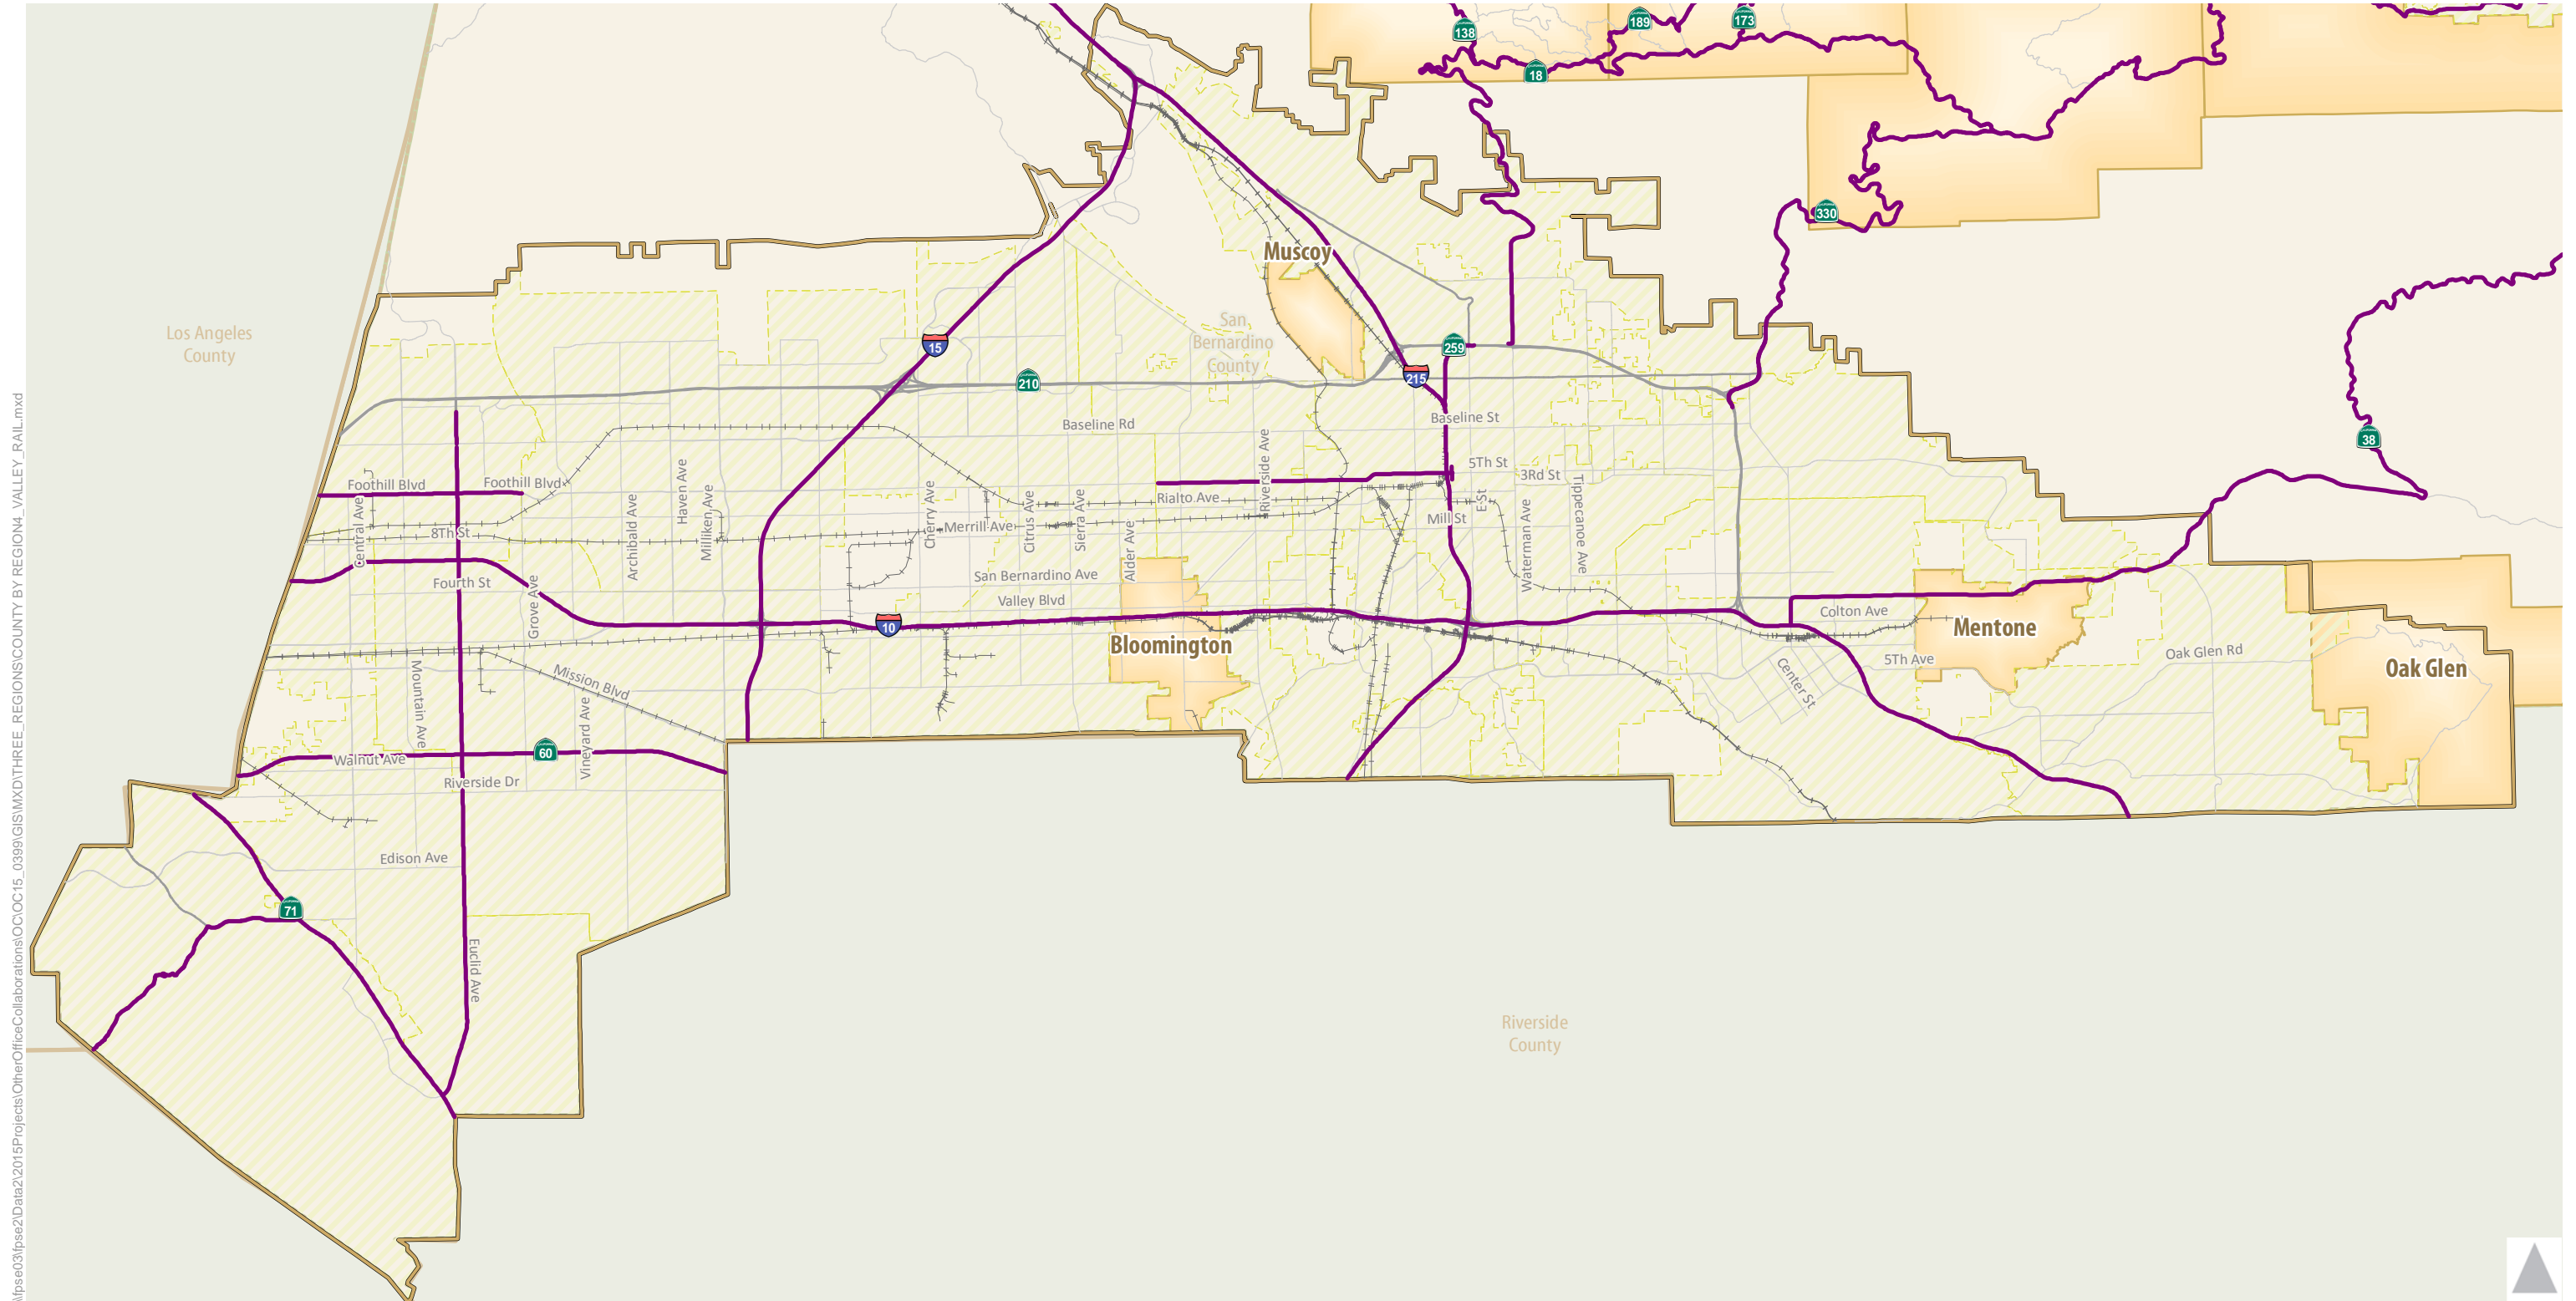 138
189
173
18
330
Muscoy
Los Angeles
County
San
Bernardino
County
15
259
215
210
38
Baseline Rd
Baseline St
Foothill Blvd
Foothill Blvd
5Th St
3Rd St
Rialto Ave
Riverside Ave
E St
Tippecanoe Ave
Haven Ave
Milliken Ave
Archibald Ave
Cherry Ave
Citrus Ave
Sierra Ave
Alder Ave
Central Ave
8Th St
Merrill Ave
Mill St
Waterman Ave
Fourth St
San Bernardino Ave
Valley Blvd
Grove Ave
10
Colton Ave
Mentone
Bloomington
5Th Ave
Oak Glen Rd
Oak Glen
Center St
Mission Blvd
Mountain Ave
Vineyard Ave
60
Walnut Ave
Riverside Dr
Edison Ave
71
Euclid Ave
Riverside
County
\\fpse03\fpse2\Data2\2015Projects\OtherOfficeCollaborations\OC\OC15_0399\GIS\MXD\THREE_REGIONS\COUNTY BY REGION4_VALLEY_RAIL.mxd